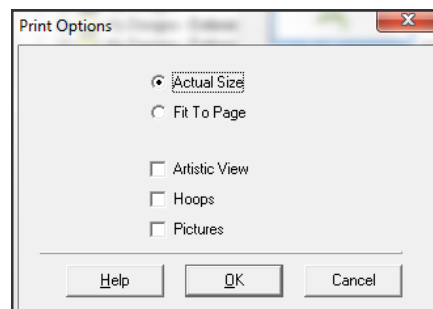 Print Options
Actual Size
Fit To Page
Artistic View
Hoops
Pictures
Help
OK
Cancel